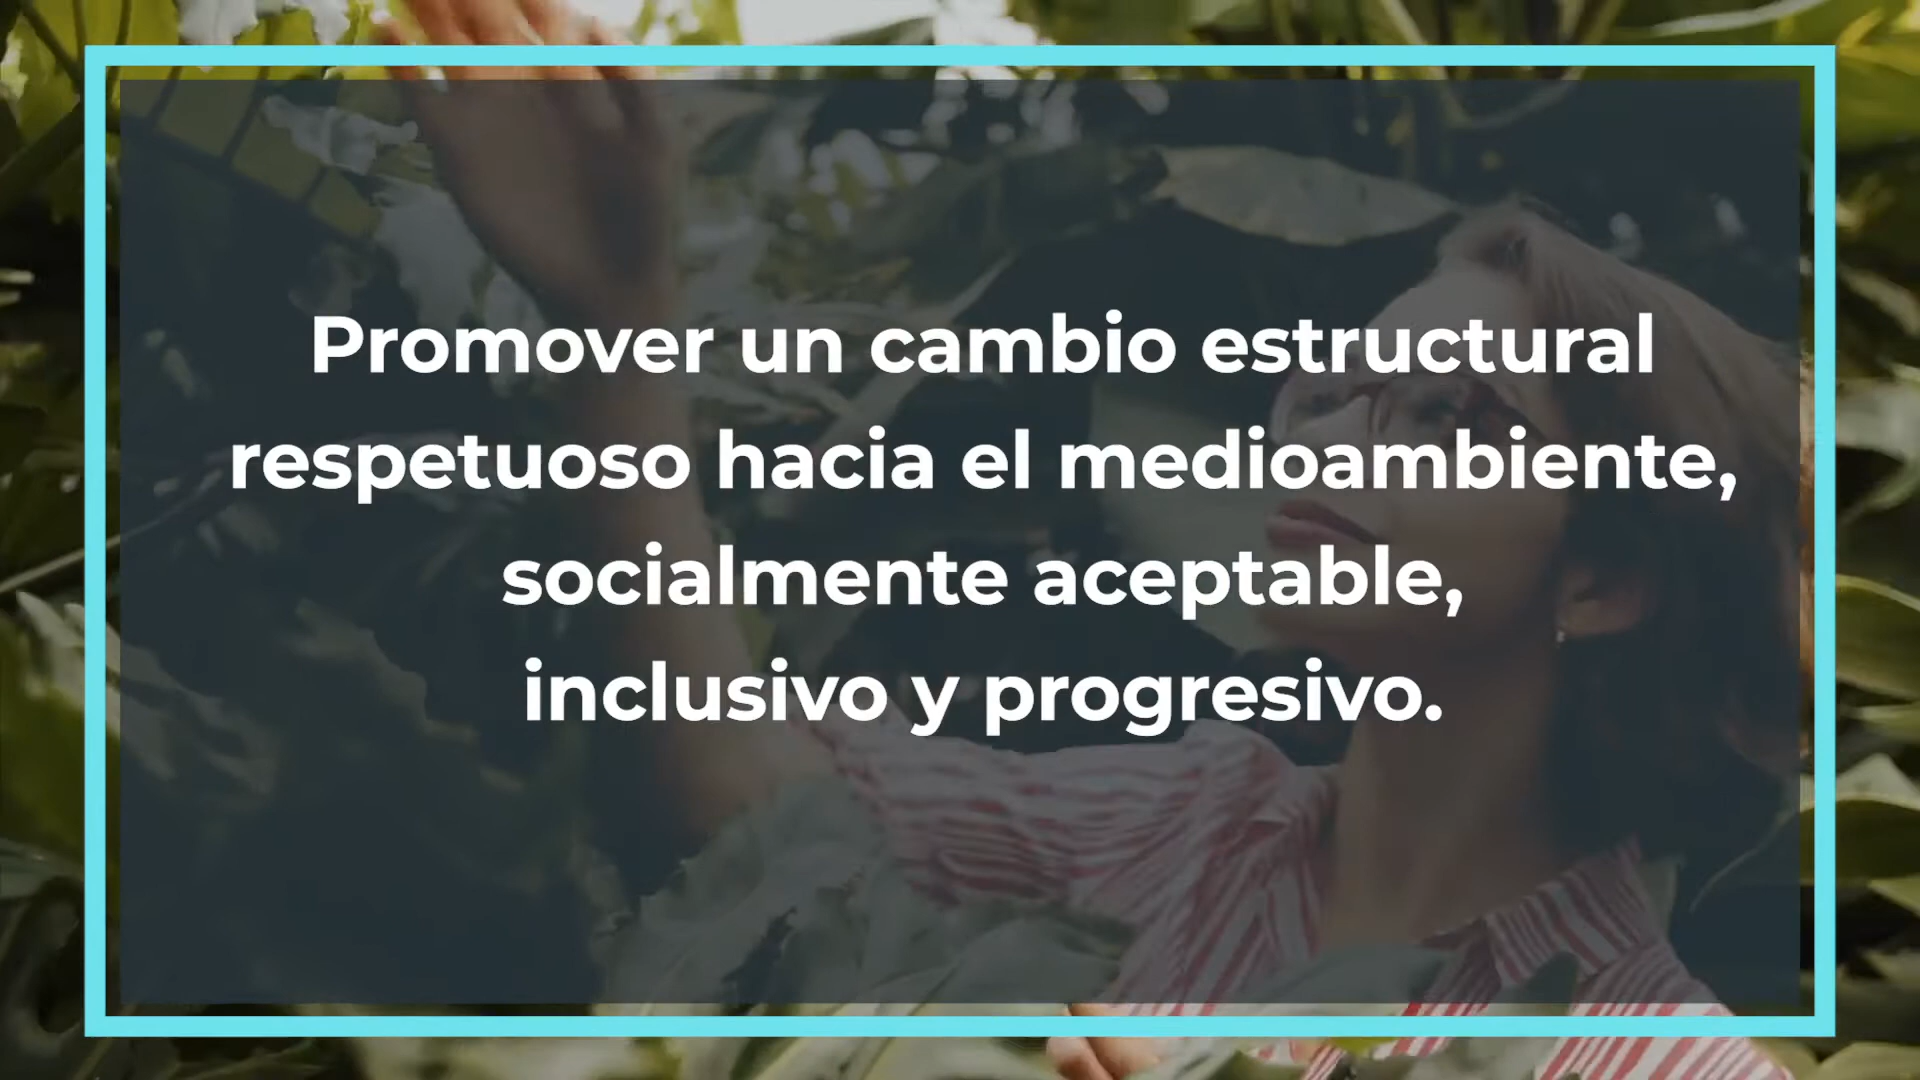 Promover un cambio estructural
respetuoso hacia el medioambiente,
socialmente aceptable,
inclusivo y progresivo.